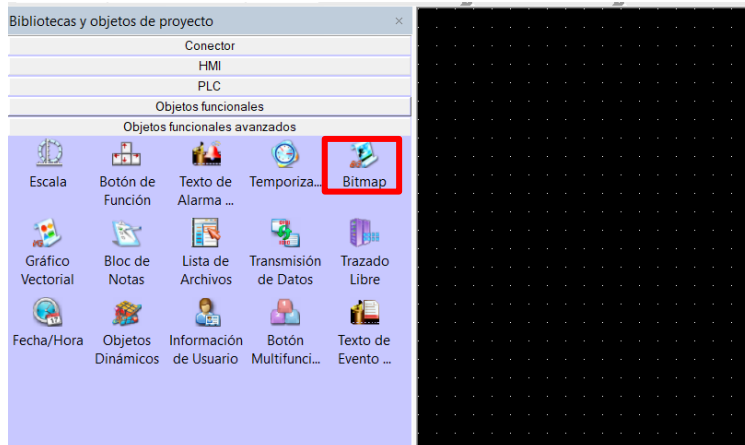 Bibliotecas y objetos de proyecto
Conector
HMI
PLC
Objetos funcionales
Objetos funcionales avanzados
Escala
Botón de
Función
Texto de
Alarma ...
Temporiza...
Bitmap
Gráfico
Vectorial
Bloc de
Notas
Lista de
Archivos
Transmisión
de Datos
Trazado
Libre
Fecha/Hora
Objetos
Dinámicos
Información
de Usuario
Botón
Multifunci...
Texto de
Evento ...